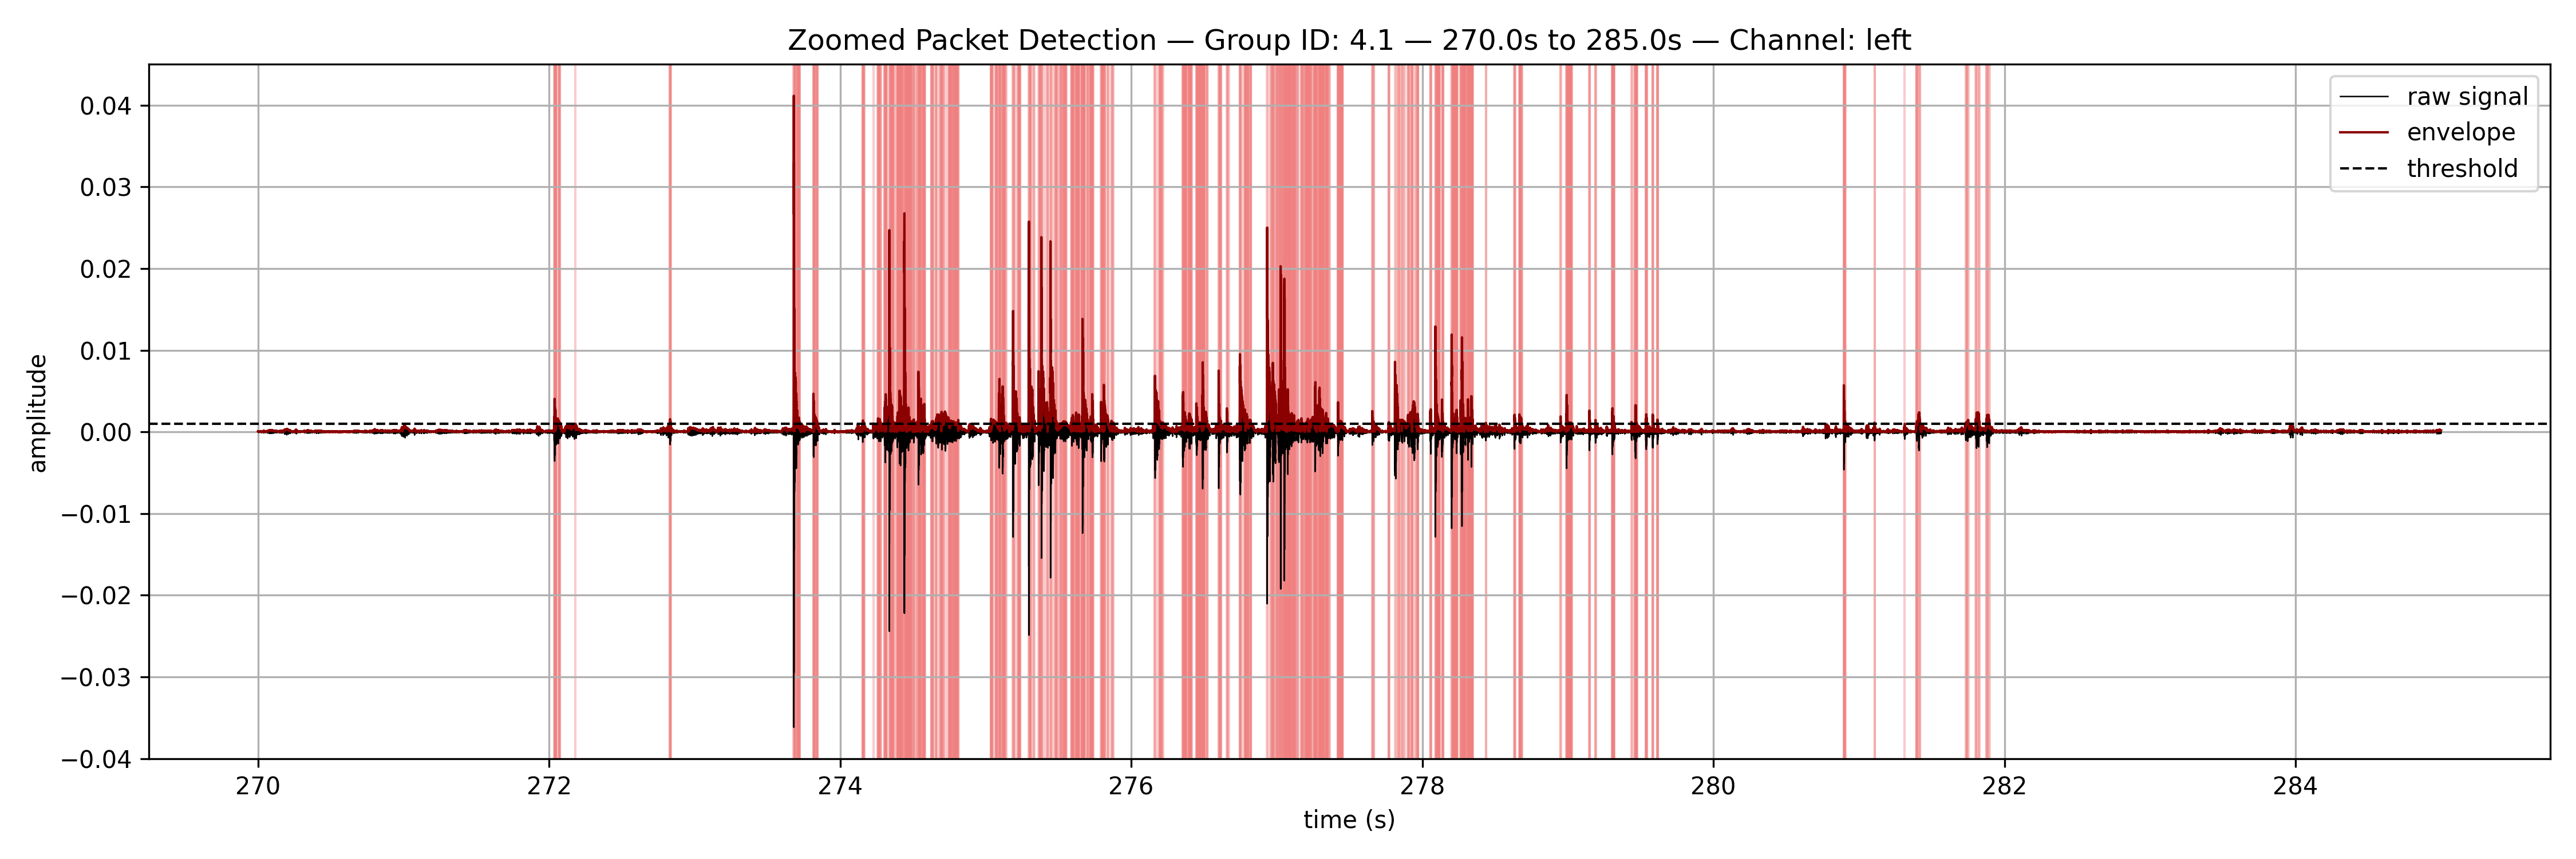 Zoomed Packet Detection — Group ID: 4.1 — 270.0s to 285.0s — Channel: left
raw signal
envelope
threshold
amplitude
0.04
0.03
0.02
0.01
0.00
−0.01
−0.02
−0.03
−0.04
270 272 274 276 278 280 282 284
time (s)